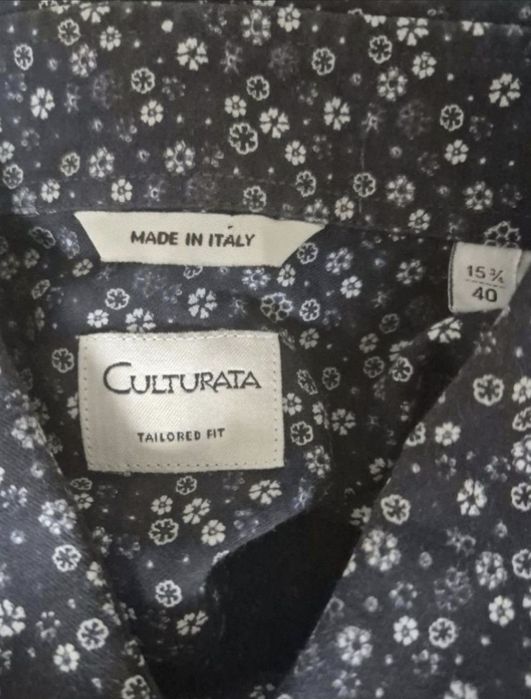 MADE IN ITALY
15 ¾
40
CULTURATA
TAILORED FIT